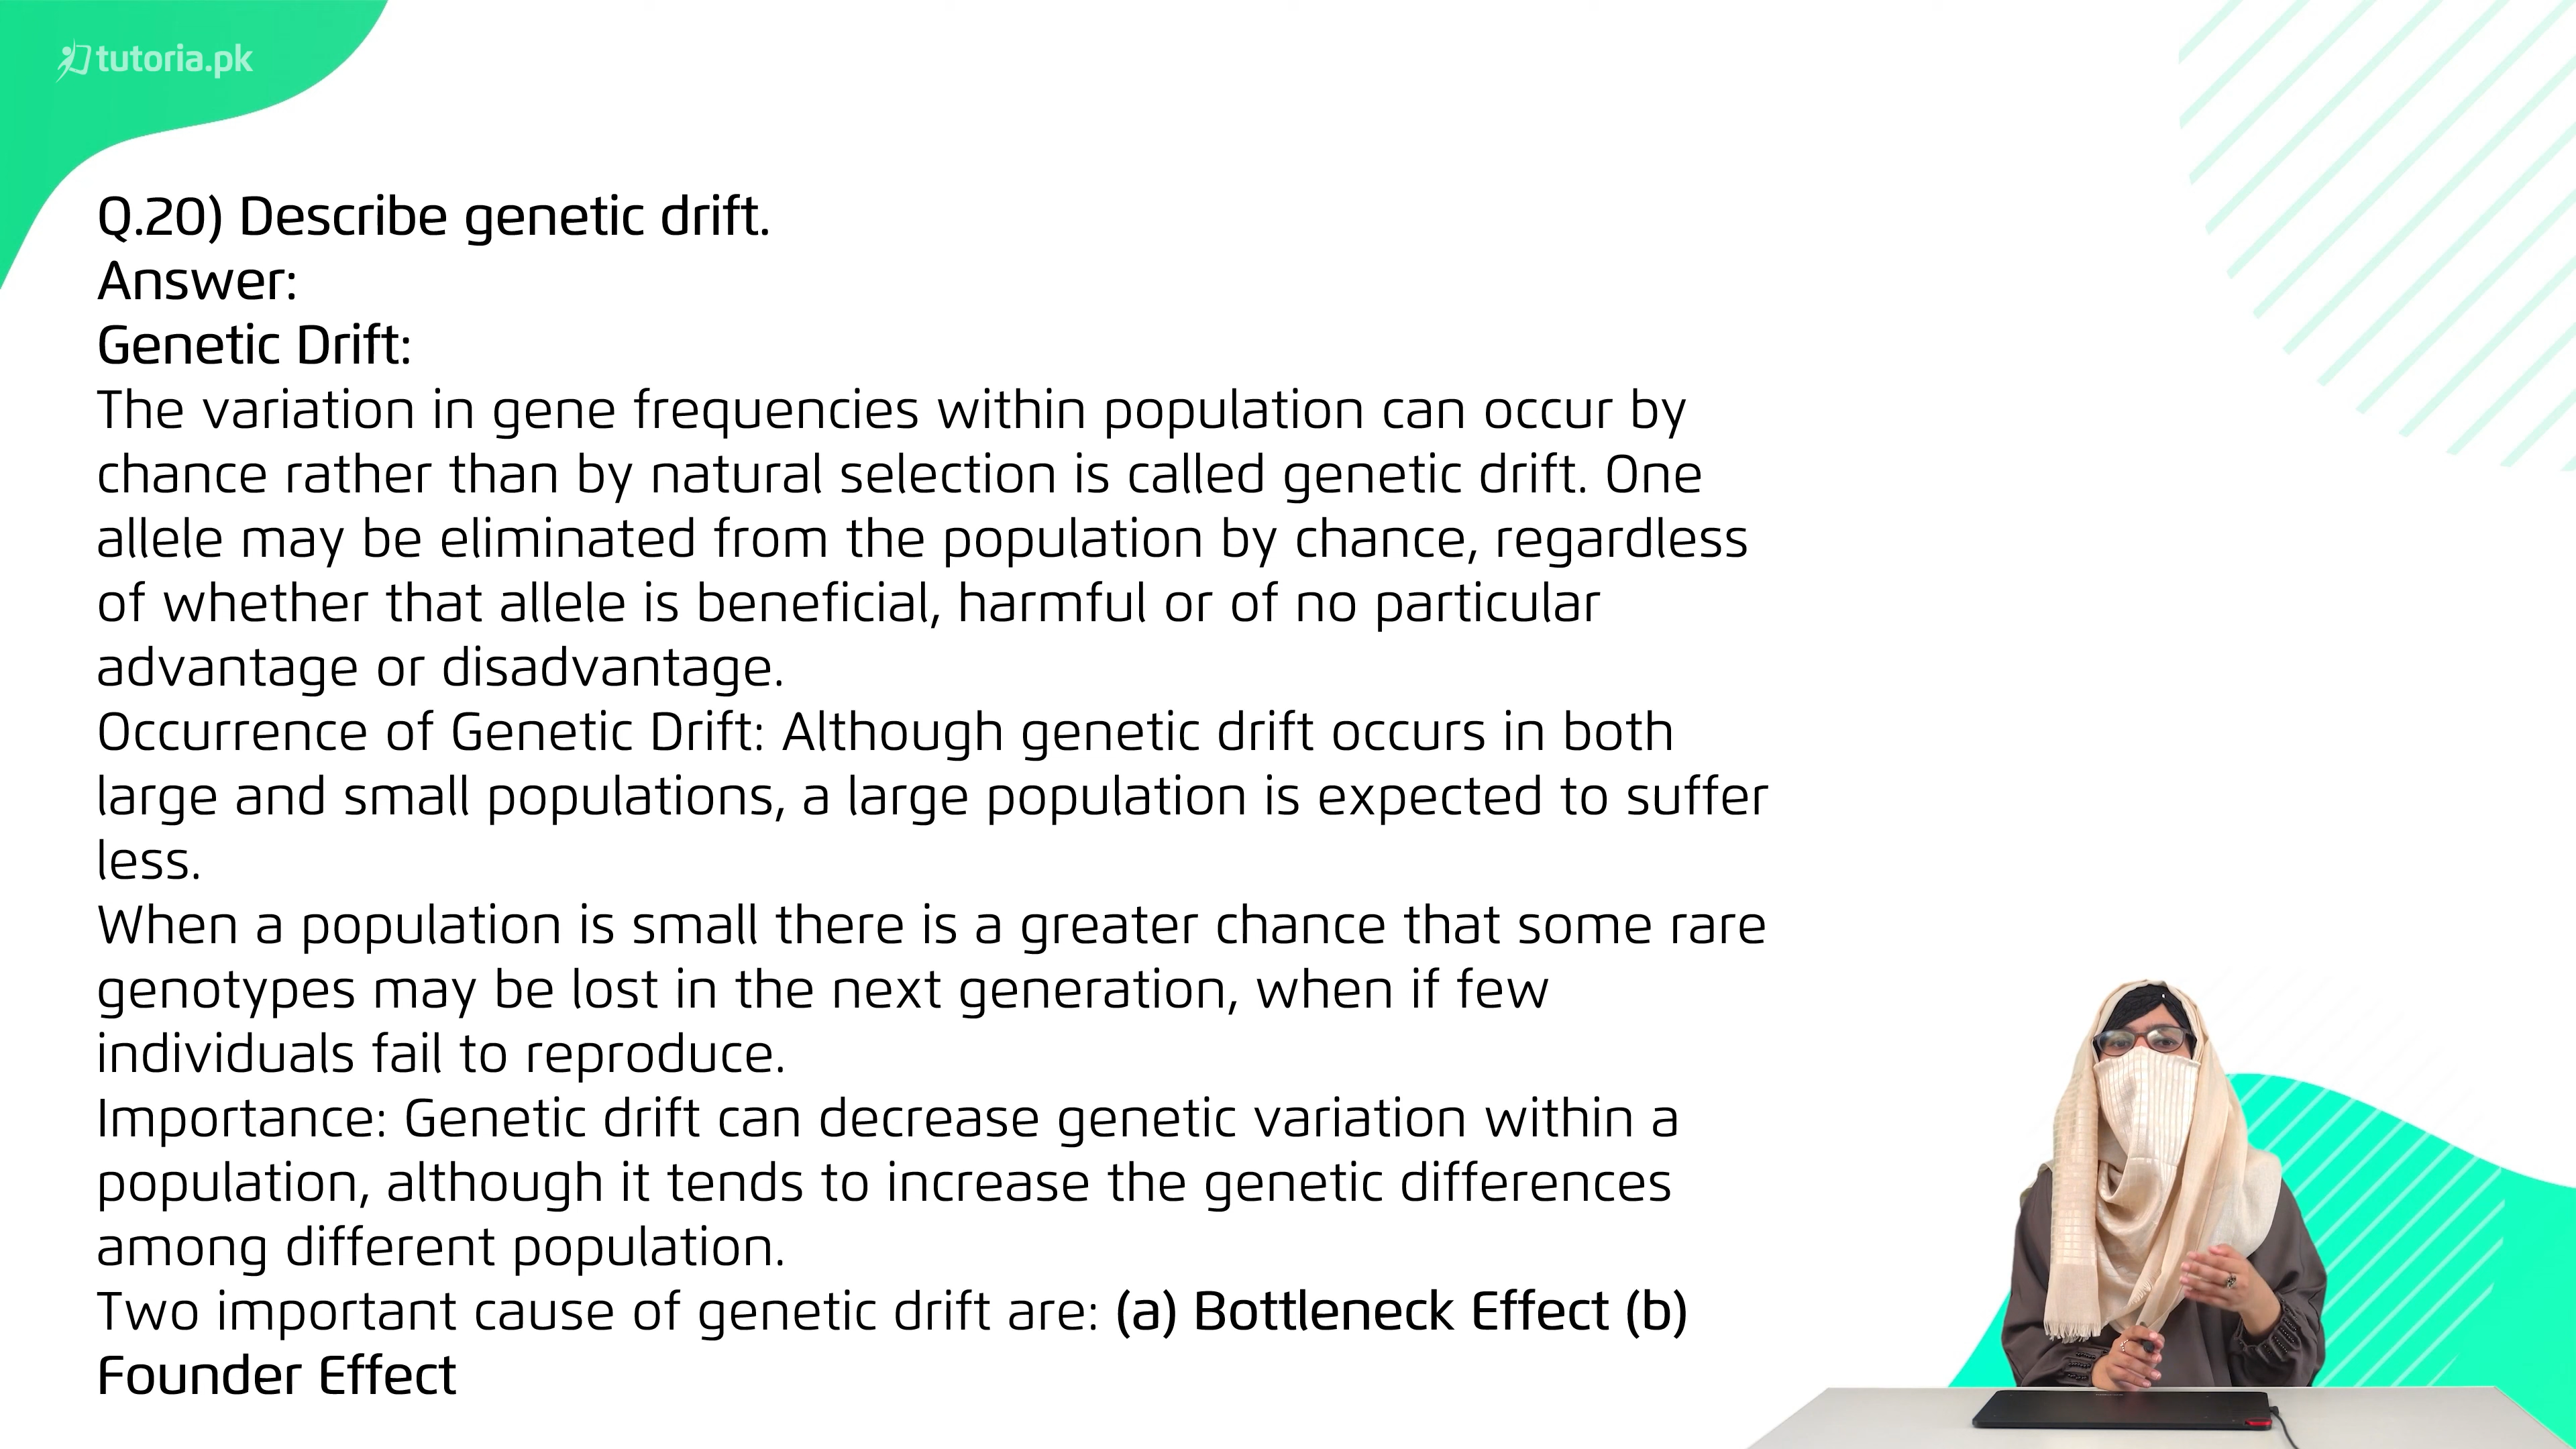 tutoria.pk
Q.20) Describe genetic drift.
Answer:
Genetic Drift:
The variation in gene frequencies within population can occur by
chance rather than by natural selection is called genetic drift. One
allele may be eliminated from the population by chance, regardless
of whether that allele is beneficial, harmful or of no particular
advantage or disadvantage.
Occurrence of Genetic Drift: Although genetic drift occurs in both
large and small populations, a large population is expected to suffer
less.
When a population is small there is a greater chance that some rare
genotypes may be lost in the next generation, when if few
individuals fail to reproduce.
Importance: Genetic drift can decrease genetic variation within a
population, although it tends to increase the genetic differences
among different population.
Two important cause of genetic drift are: (a) Bottleneck Effect (b)
Founder Effect